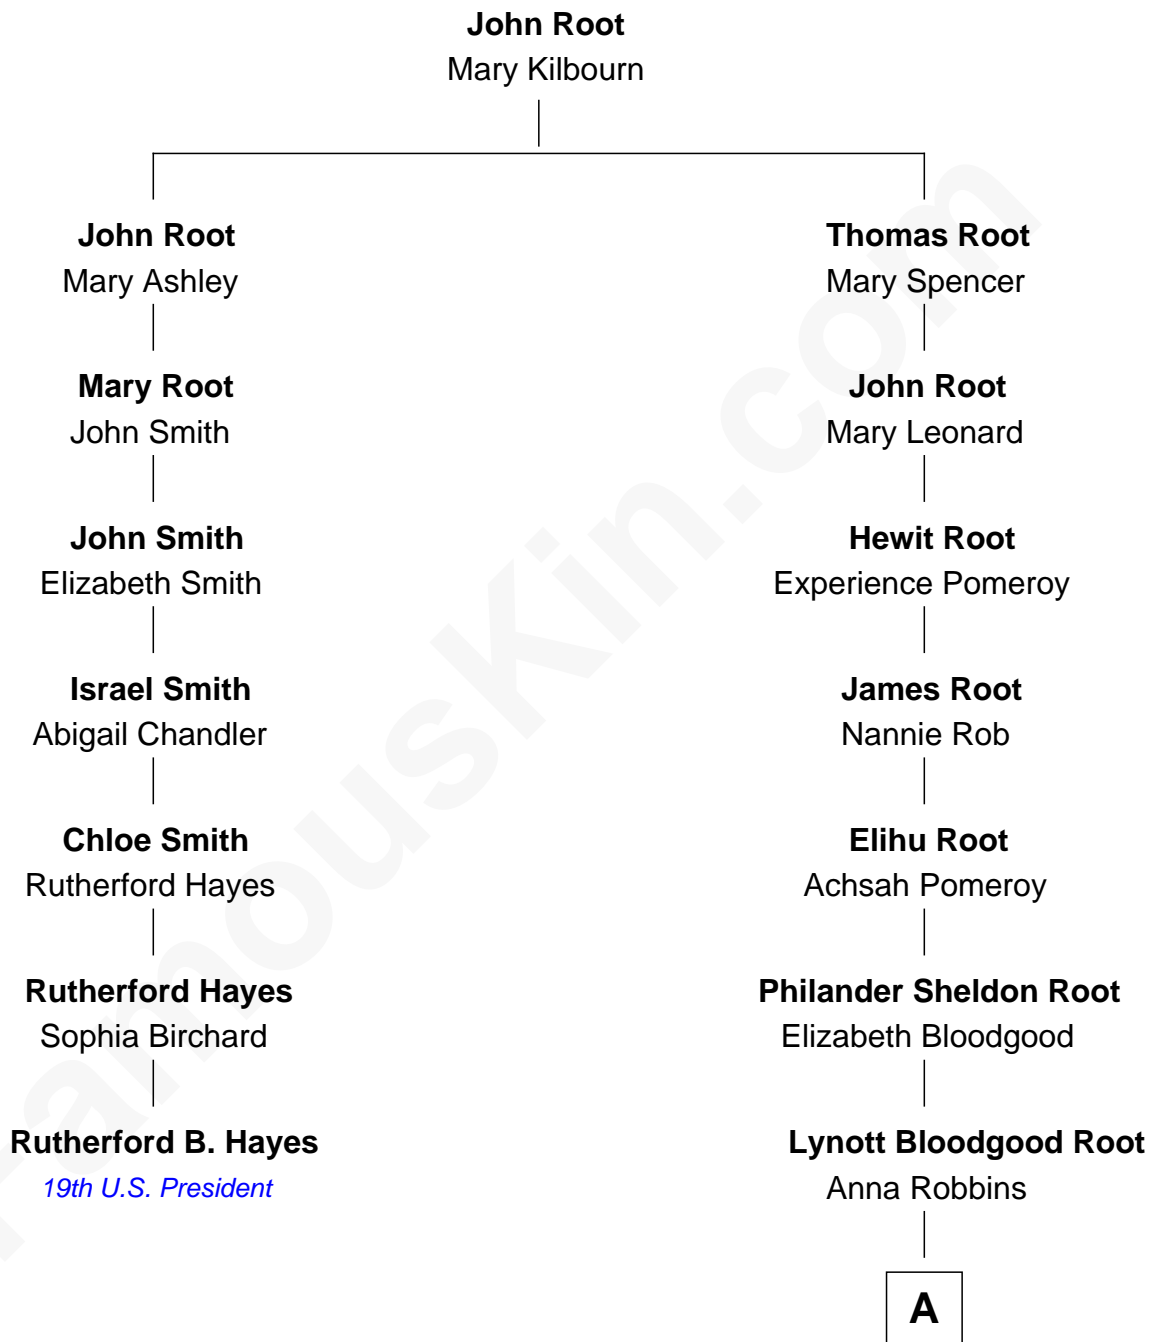 John Root
Mary Kilbourn
John Root
Mary Ashley
Mary Root
John Smith
John Smith
Elizabeth Smith
Israel Smith
Abigail Chandler
Chloe Smith
Rutherford Hayes
Rutherford Hayes
Sophia Birchard
Rutherford B. Hayes
19th U.S. President
Thomas Root
Mary Spencer
John Root
Mary Leonard
Hewit Root
Experience Pomeroy
James Root
Nannie Rob
Elihu Root
Achsah Pomeroy
Philander Sheldon Root
Elizabeth Bloodgood
Lynott Bloodgood Root
Anna Robbins
A
FamousKin.com